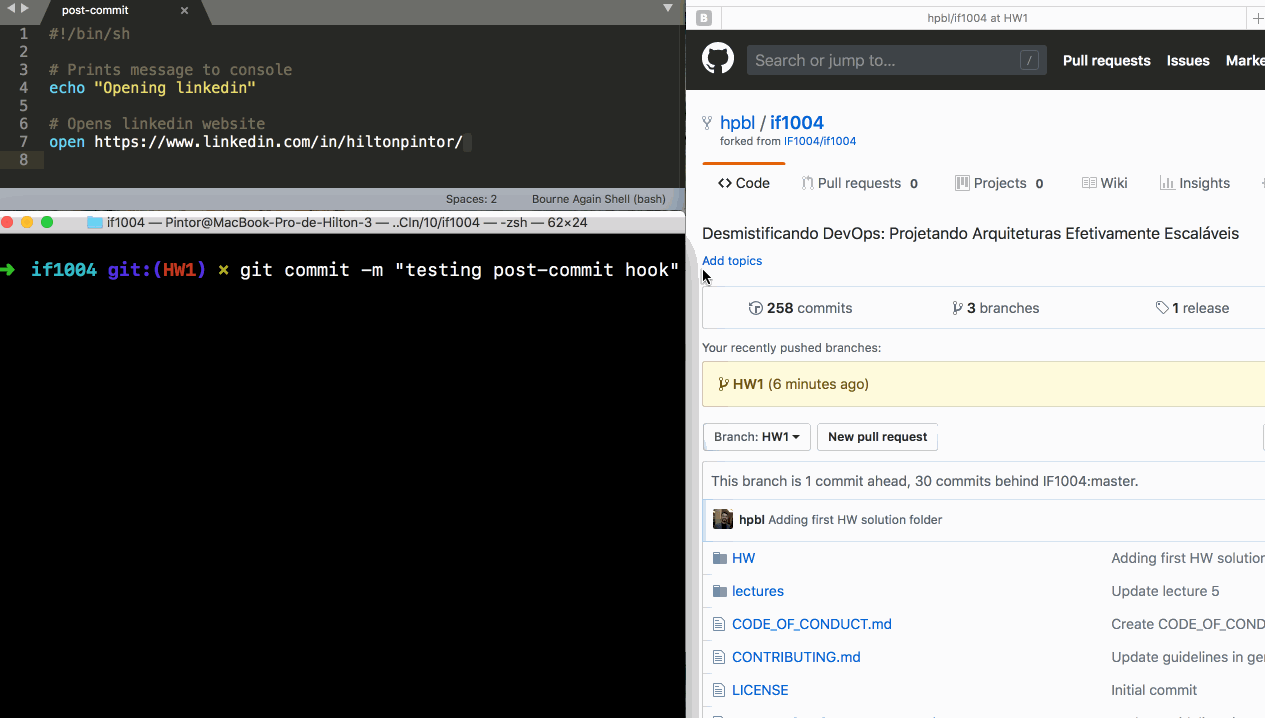 post-commit ×
1 #!/bin/sh
2
3 # Prints message to console
4 echo "Opening linkedin"
5
6 # Opens linkedin website
7 open https://www.linkedin.com/in/hiltonpintor/
8
Spaces: 2 Bourne Again Shell (bash)
if1004 — Pintor@MacBook-Pro-de-Hilton-3 — ..CIn/10/if1004 — -zsh — 62×24
➜ if1004 git:(HW1) ✗ git commit -m "testing post-commit hook"
B hpbl/if1004 at HW1 +
Search or jump to... / Pull requests Issues Marke
hpbl / if1004
forked from IF1004/if1004
<> Code Pull requests 0 Projects 0 Wiki Insights
Desmistificando DevOps: Projetando Arquiteturas Efetivamente Escaláveis
Add topics
258 commits 3 branches 1 release
Your recently pushed branches:
HW1 (6 minutes ago)
Branch: HW1 New pull request
This branch is 1 commit ahead, 30 commits behind IF1004:master.
hpbl Adding first HW solution folder
HW Adding first HW solution
lectures Update lecture 5
CODE_OF_CONDUCT.md Create CODE_OF_COND
CONTRIBUTING.md Update guidelines in ge
LICENSE Initial commit